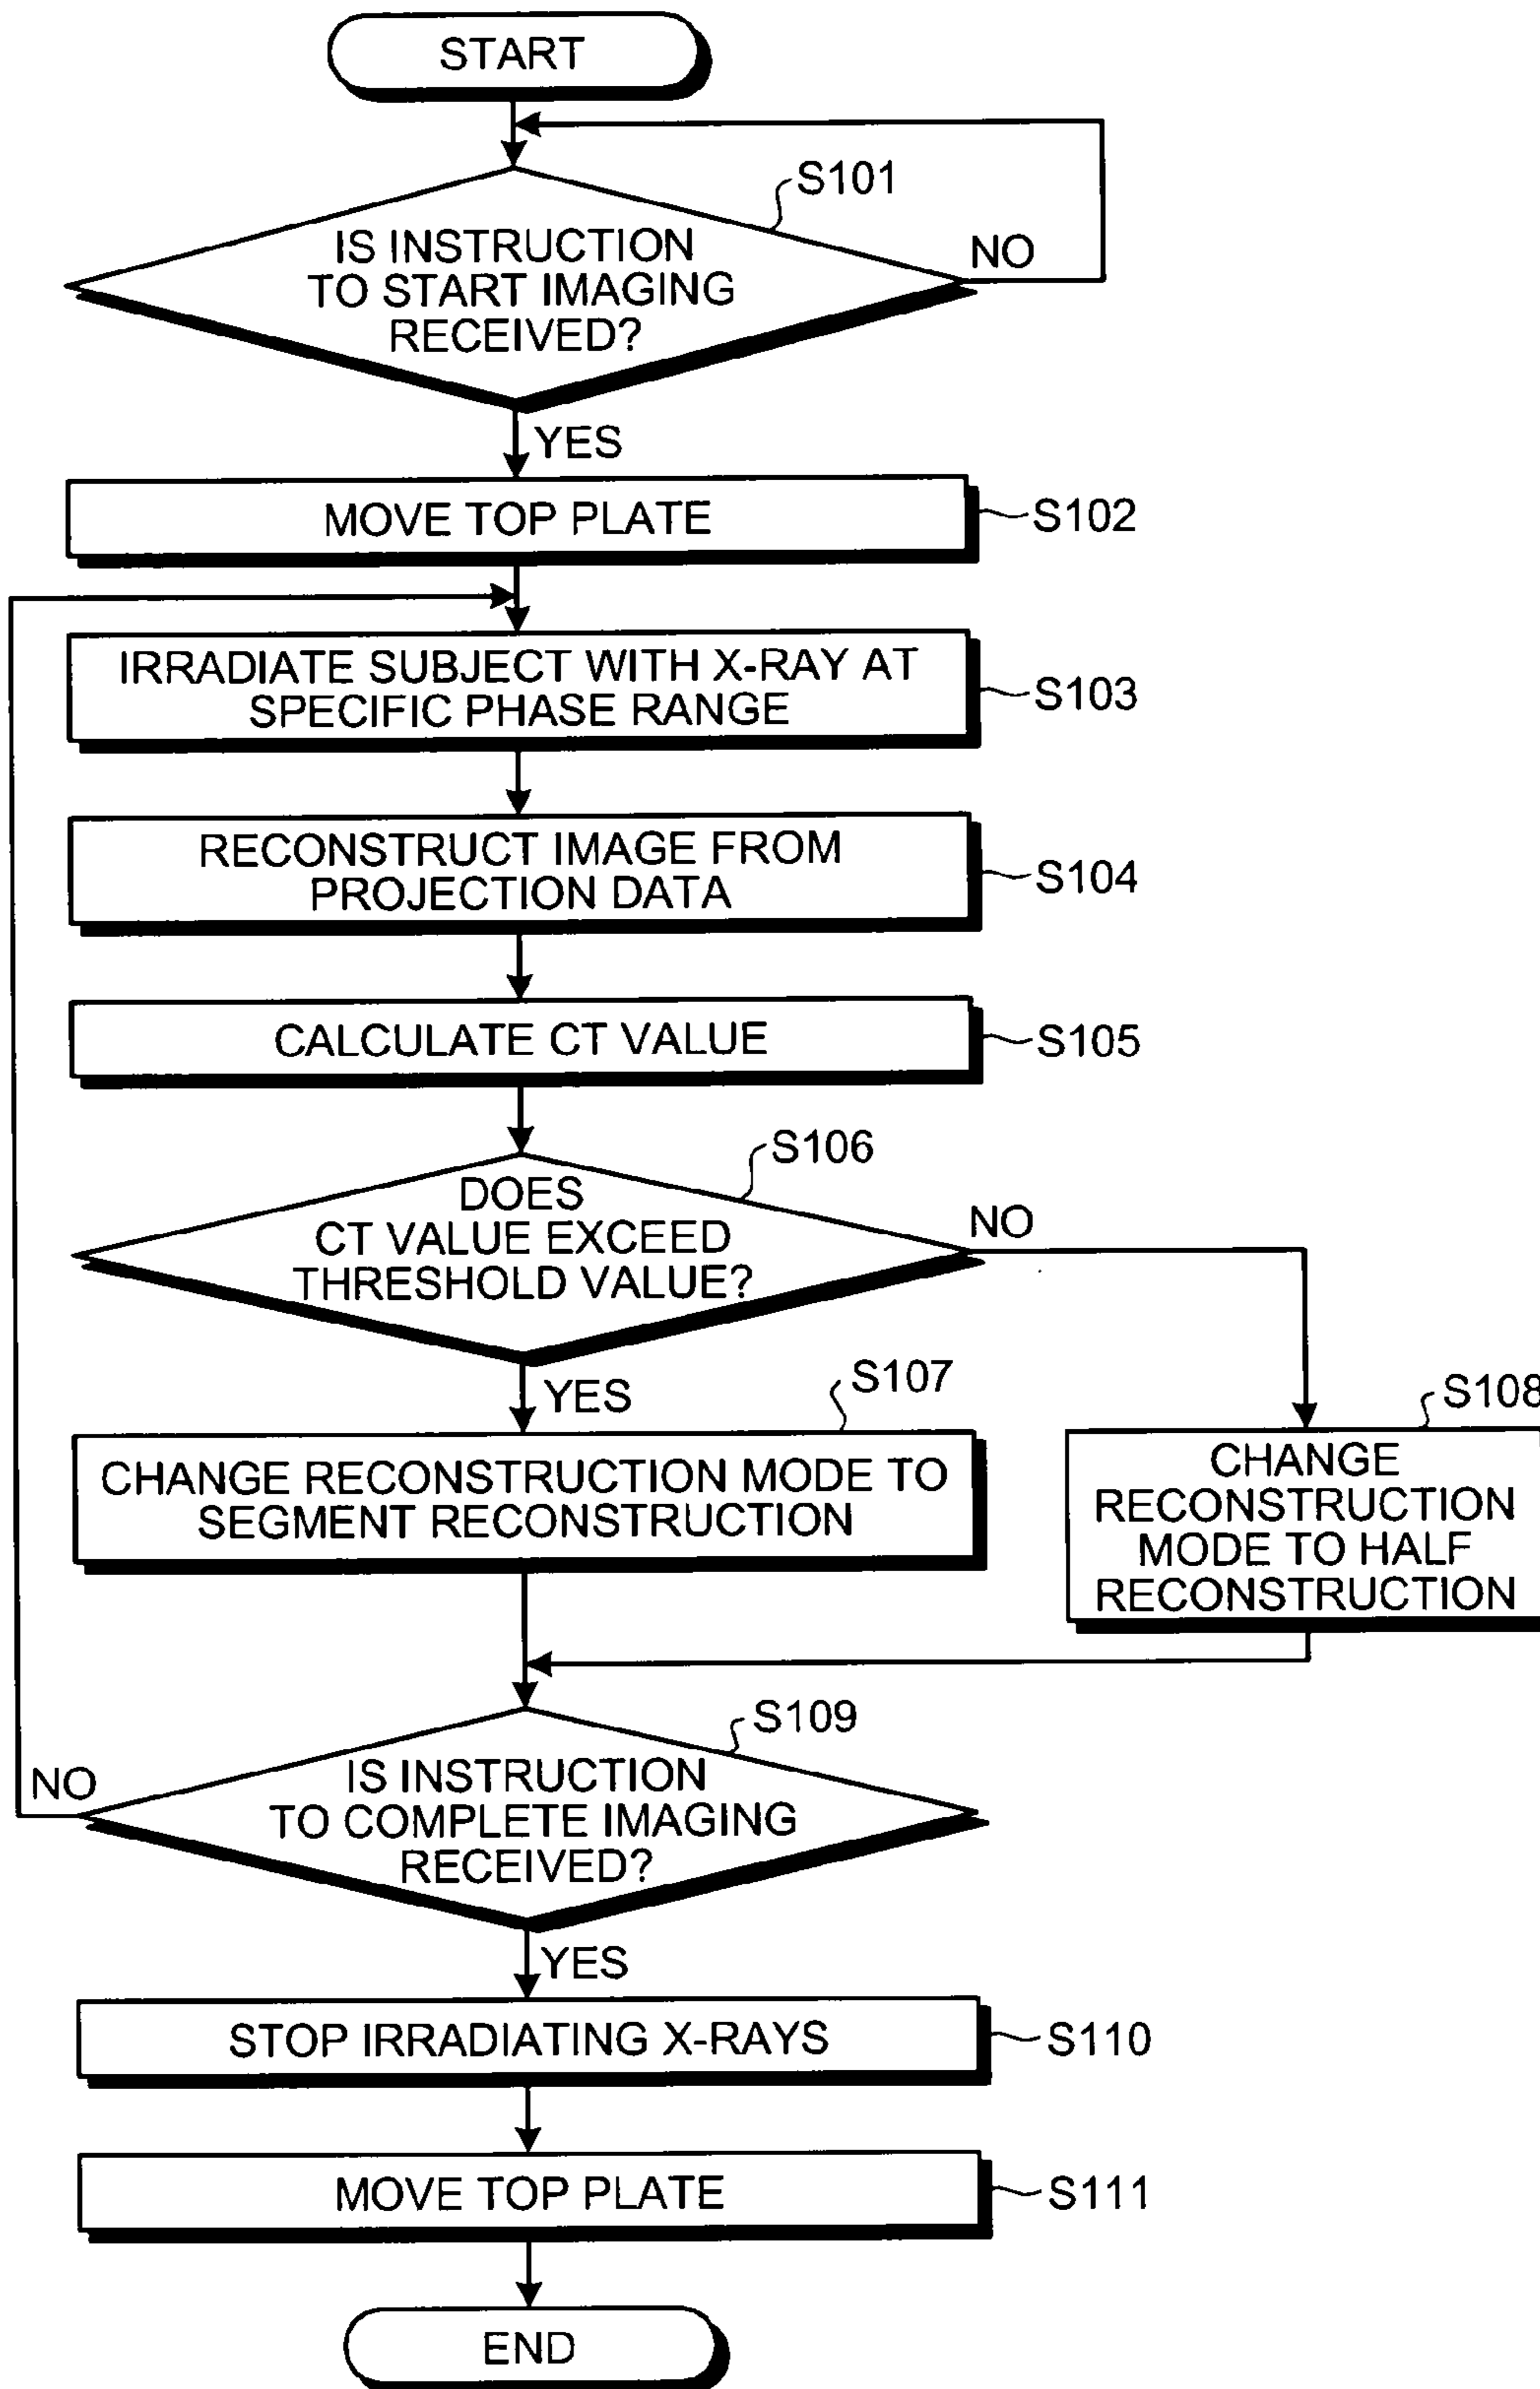 START
S101
IS INSTRUCTION
TO START IMAGING
RECEIVED?
NO
YES
MOVE TOP PLATE
S102
IRRADIATE SUBJECT WITH X-RAY AT
SPECIFIC PHASE RANGE
S103
RECONSTRUCT IMAGE FROM
PROJECTION DATA
S104
CALCULATE CT VALUE
S105
S106
DOES
CT VALUE EXCEED
THRESHOLD VALUE?
NO
YES
S107
CHANGE RECONSTRUCTION MODE TO
SEGMENT RECONSTRUCTION
S108
CHANGE
RECONSTRUCTION
MODE TO HALF
RECONSTRUCTION
S109
IS INSTRUCTION
TO COMPLETE IMAGING
RECEIVED?
NO
YES
STOP IRRADIATING X-RAYS
S110
MOVE TOP PLATE
S111
END